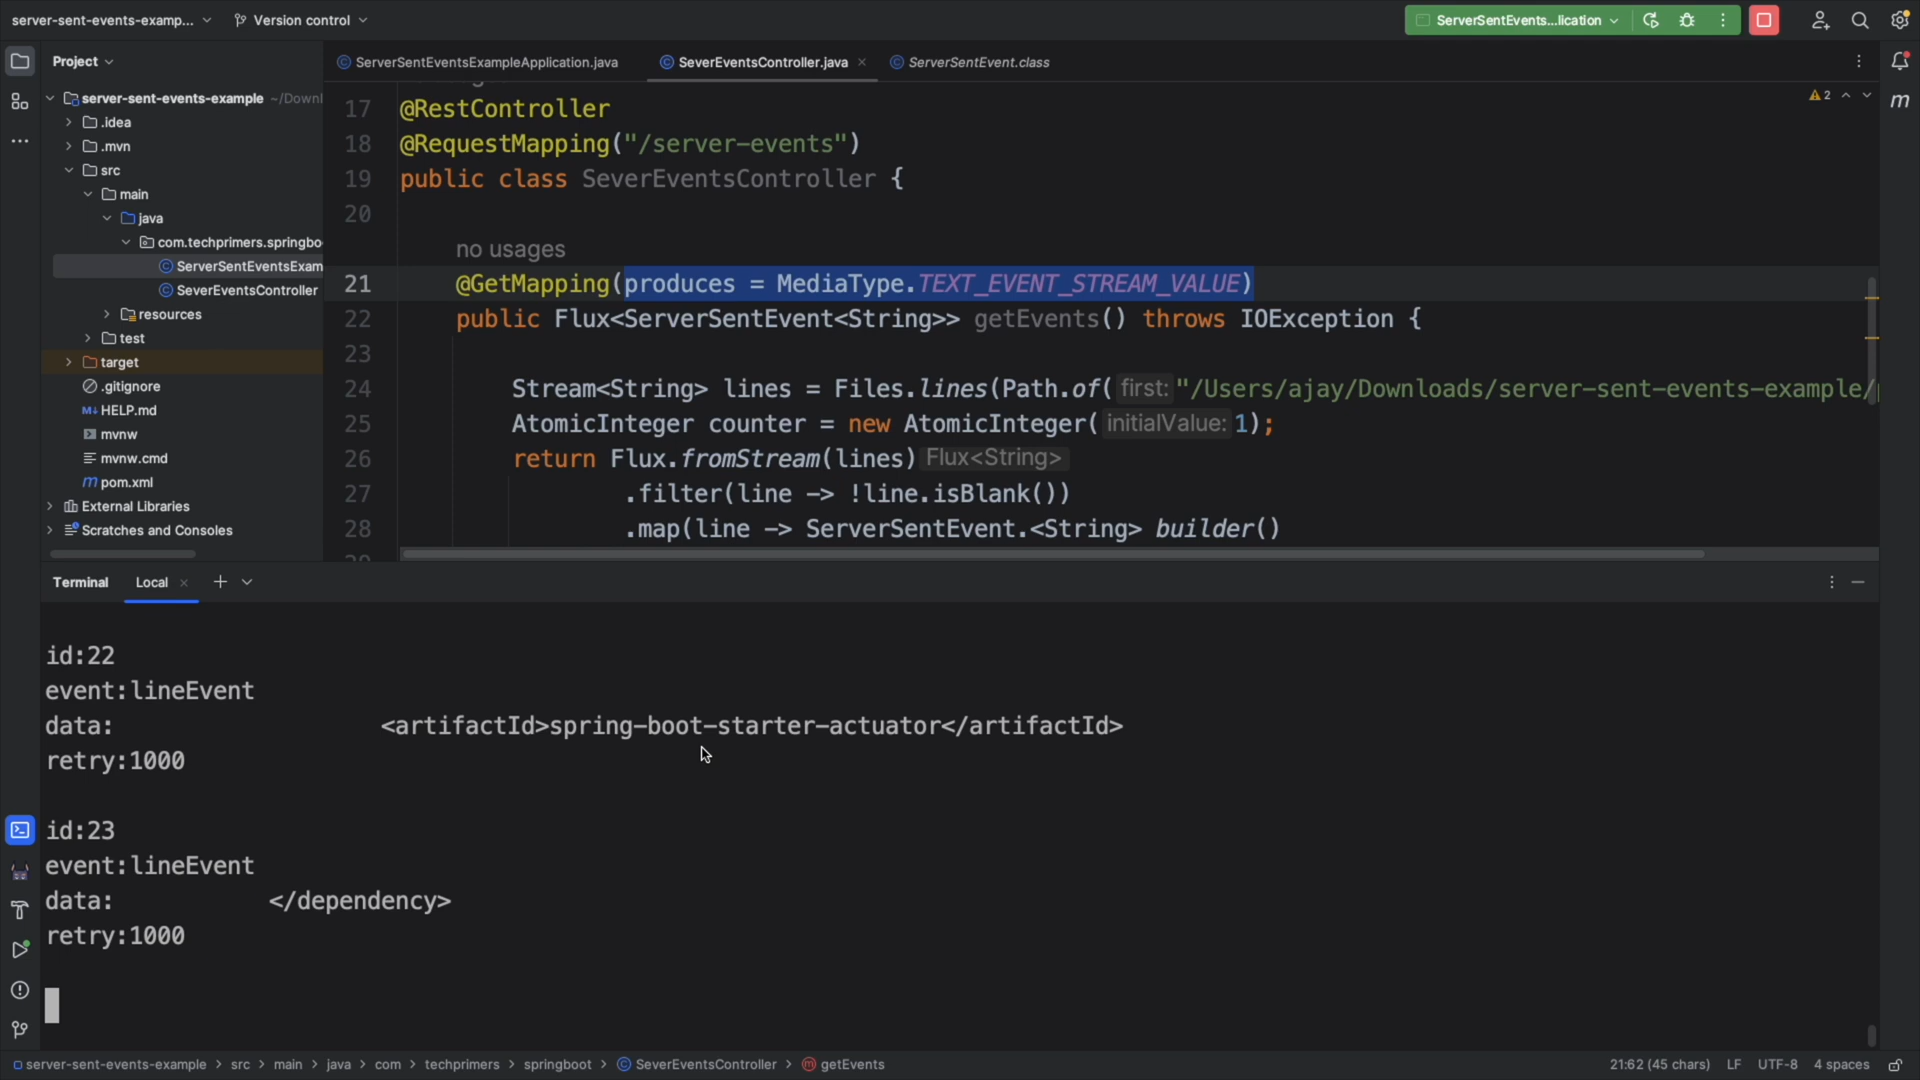 server-sent-events-examp...
Version control
ServerSentEvents...lication
Project
ServerSentEventsExampleApplication.java
SeverEventsController.java
ServerSentEvent.class
server-sent-events-example ~/Downl
.idea
.mvn
src
main
java
com.techprimers.springbo
ServerSentEventsExam
SeverEventsController
resources
test
target
.gitignore
HELP.md
mvnw
mvnw.cmd
pom.xml
External Libraries
Scratches and Consoles
2
17 @RestController
18 @RequestMapping("/server-events")
19 public class SeverEventsController {
20
no usages
21 @GetMapping(produces = MediaType.TEXT_EVENT_STREAM_VALUE)
22 public Flux<ServerSentEvent<String>> getEvents() throws IOException {
23
24 Stream<String> lines = Files.lines(Path.of( first: "/Users/ajay/Downloads/server-sent-events-example/
25 AtomicInteger counter = new AtomicInteger( initialValue: 1);
26 return Flux.fromStream(lines) Flux<String>
27 .filter(line -> !line.isBlank())
28 .map(line -> ServerSentEvent.<String> builder()
Terminal
Local
id:22
event:lineEvent
data: <artifactId>spring-boot-starter-actuator</artifactId>
retry:1000
id:23
event:lineEvent
data: </dependency>
retry:1000
server-sent-events-example > src > main > java > com > techprimers > springboot > SeverEventsController > getEvents
21:62 (45 chars) LF UTF-8 4 spaces